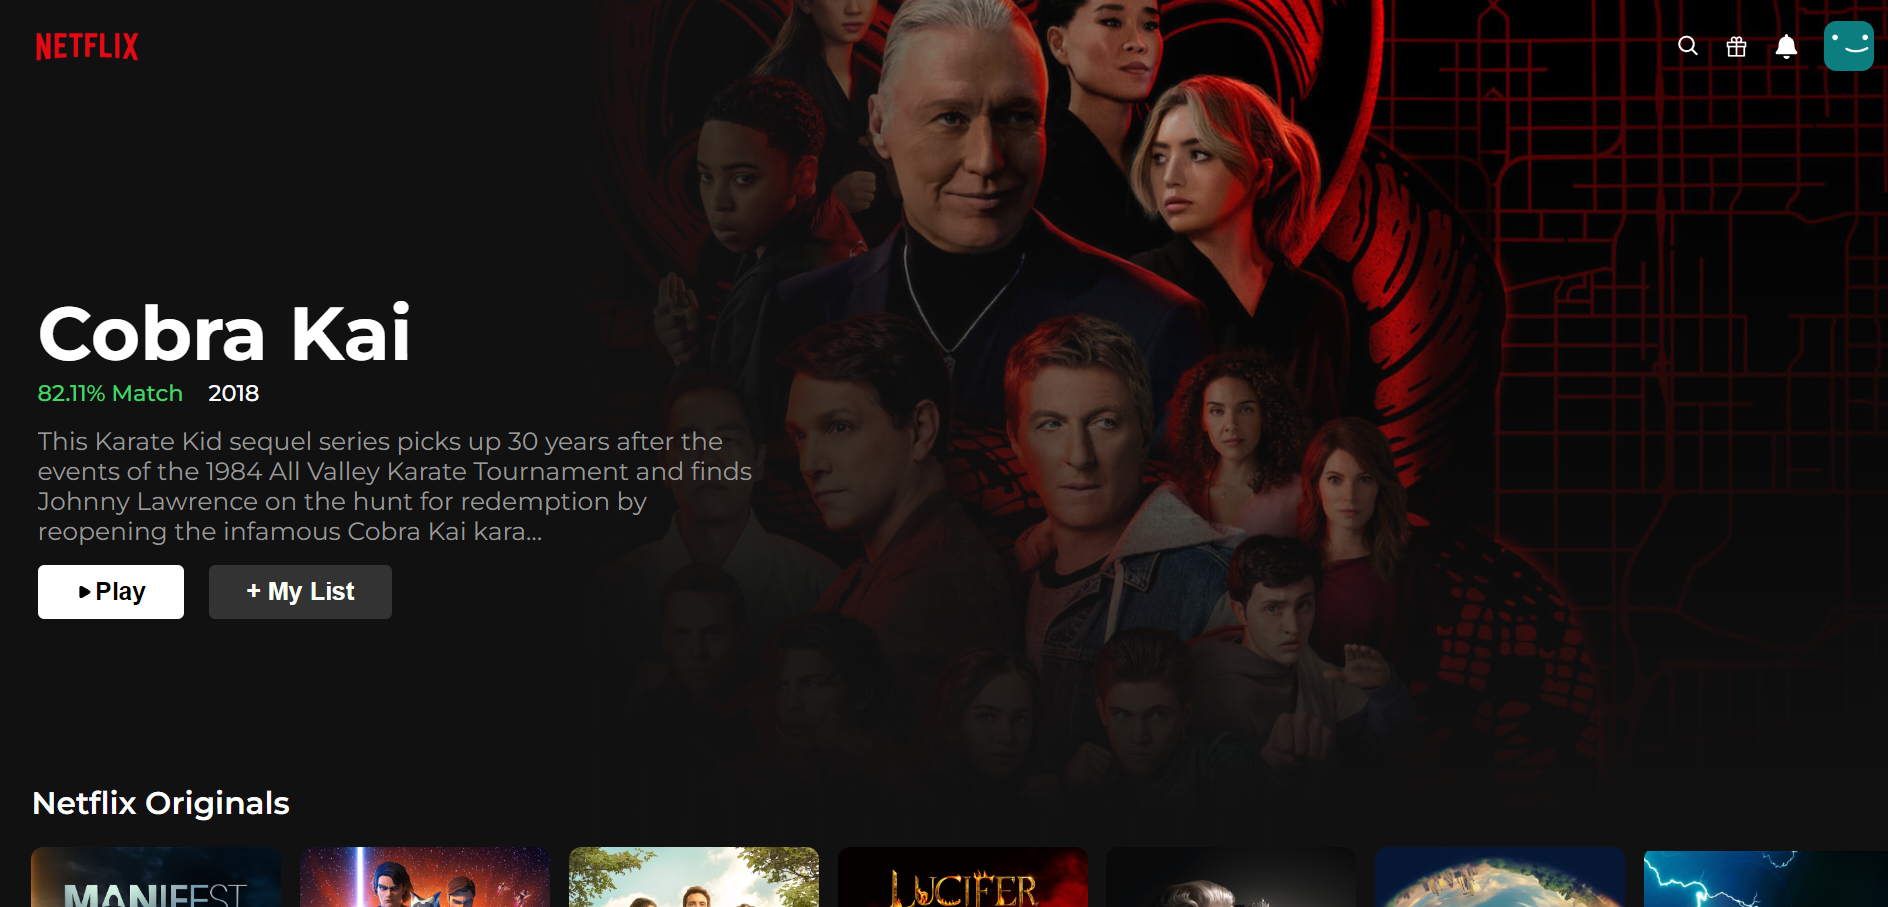 NETFLIX
Cobra Kai
82.11% Match 2018
This Karate Kid sequel series picks up 30 years after the
events of the 1984 All Valley Karate Tournament and finds
Johnny Lawrence on the hunt for redemption by
reopening the infamous Cobra Kai kara...
Play
+ My List
Netflix Originals
MANIFEST
LUCIFER